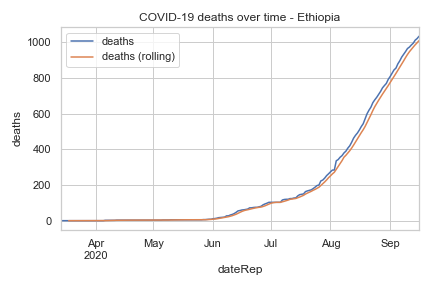 COVID-19 deaths over time - Ethiopia
deaths
deaths (rolling)
1000
800
600
400
200
0
deaths
Apr
2020
May
Jun
Jul
Aug
Sep
dateRep